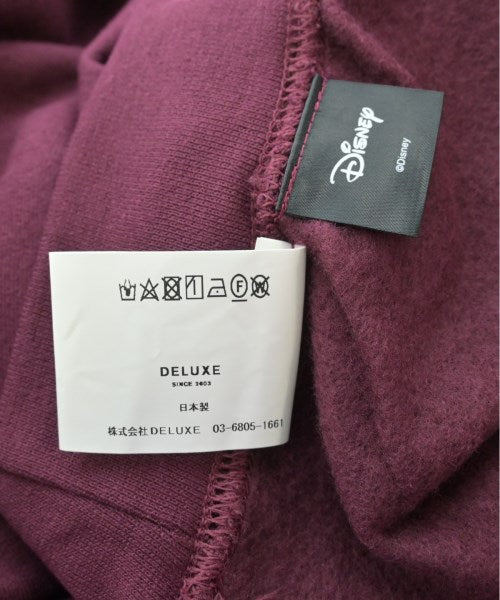 Disney
©Disney
F W
DELUXE
SINCE 2003
日本製
株式会社DELUXE 03-6805-1661